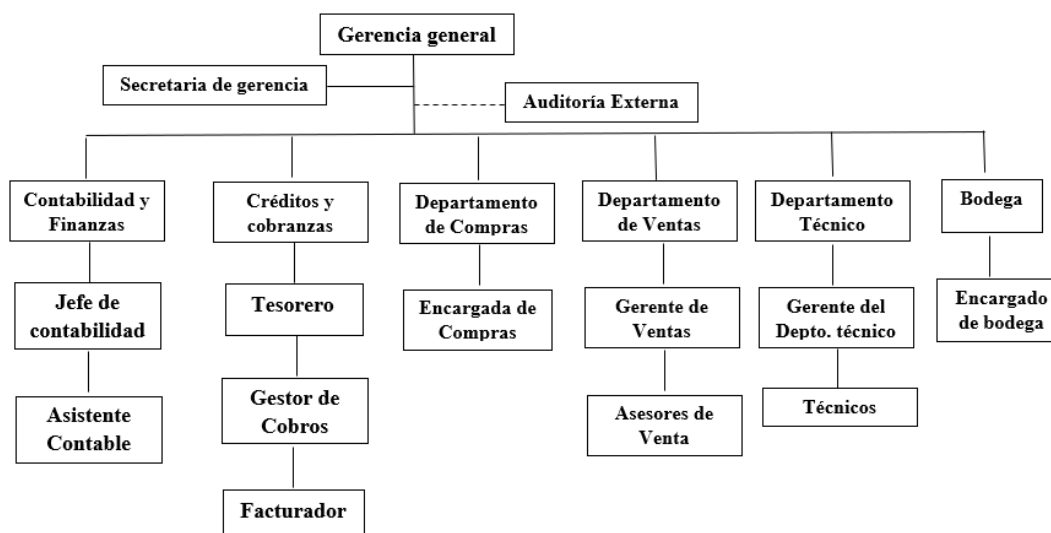 Gerencia general
Secretaria de gerencia
Auditoría Externa
Contabilidad y
Finanzas
Créditos y
cobranzas
Departamento
de Compras
Departamento
de Ventas
Departamento
Técnico
Bodega
Jefe de
contabilidad
Tesorero
Encargada de
Compras
Gerente de
Ventas
Gerente del
Depto. técnico
Encargado
de bodega
Asistente
Contable
Gestor de
Cobros
Asesores de
Venta
Técnicos
Facturador